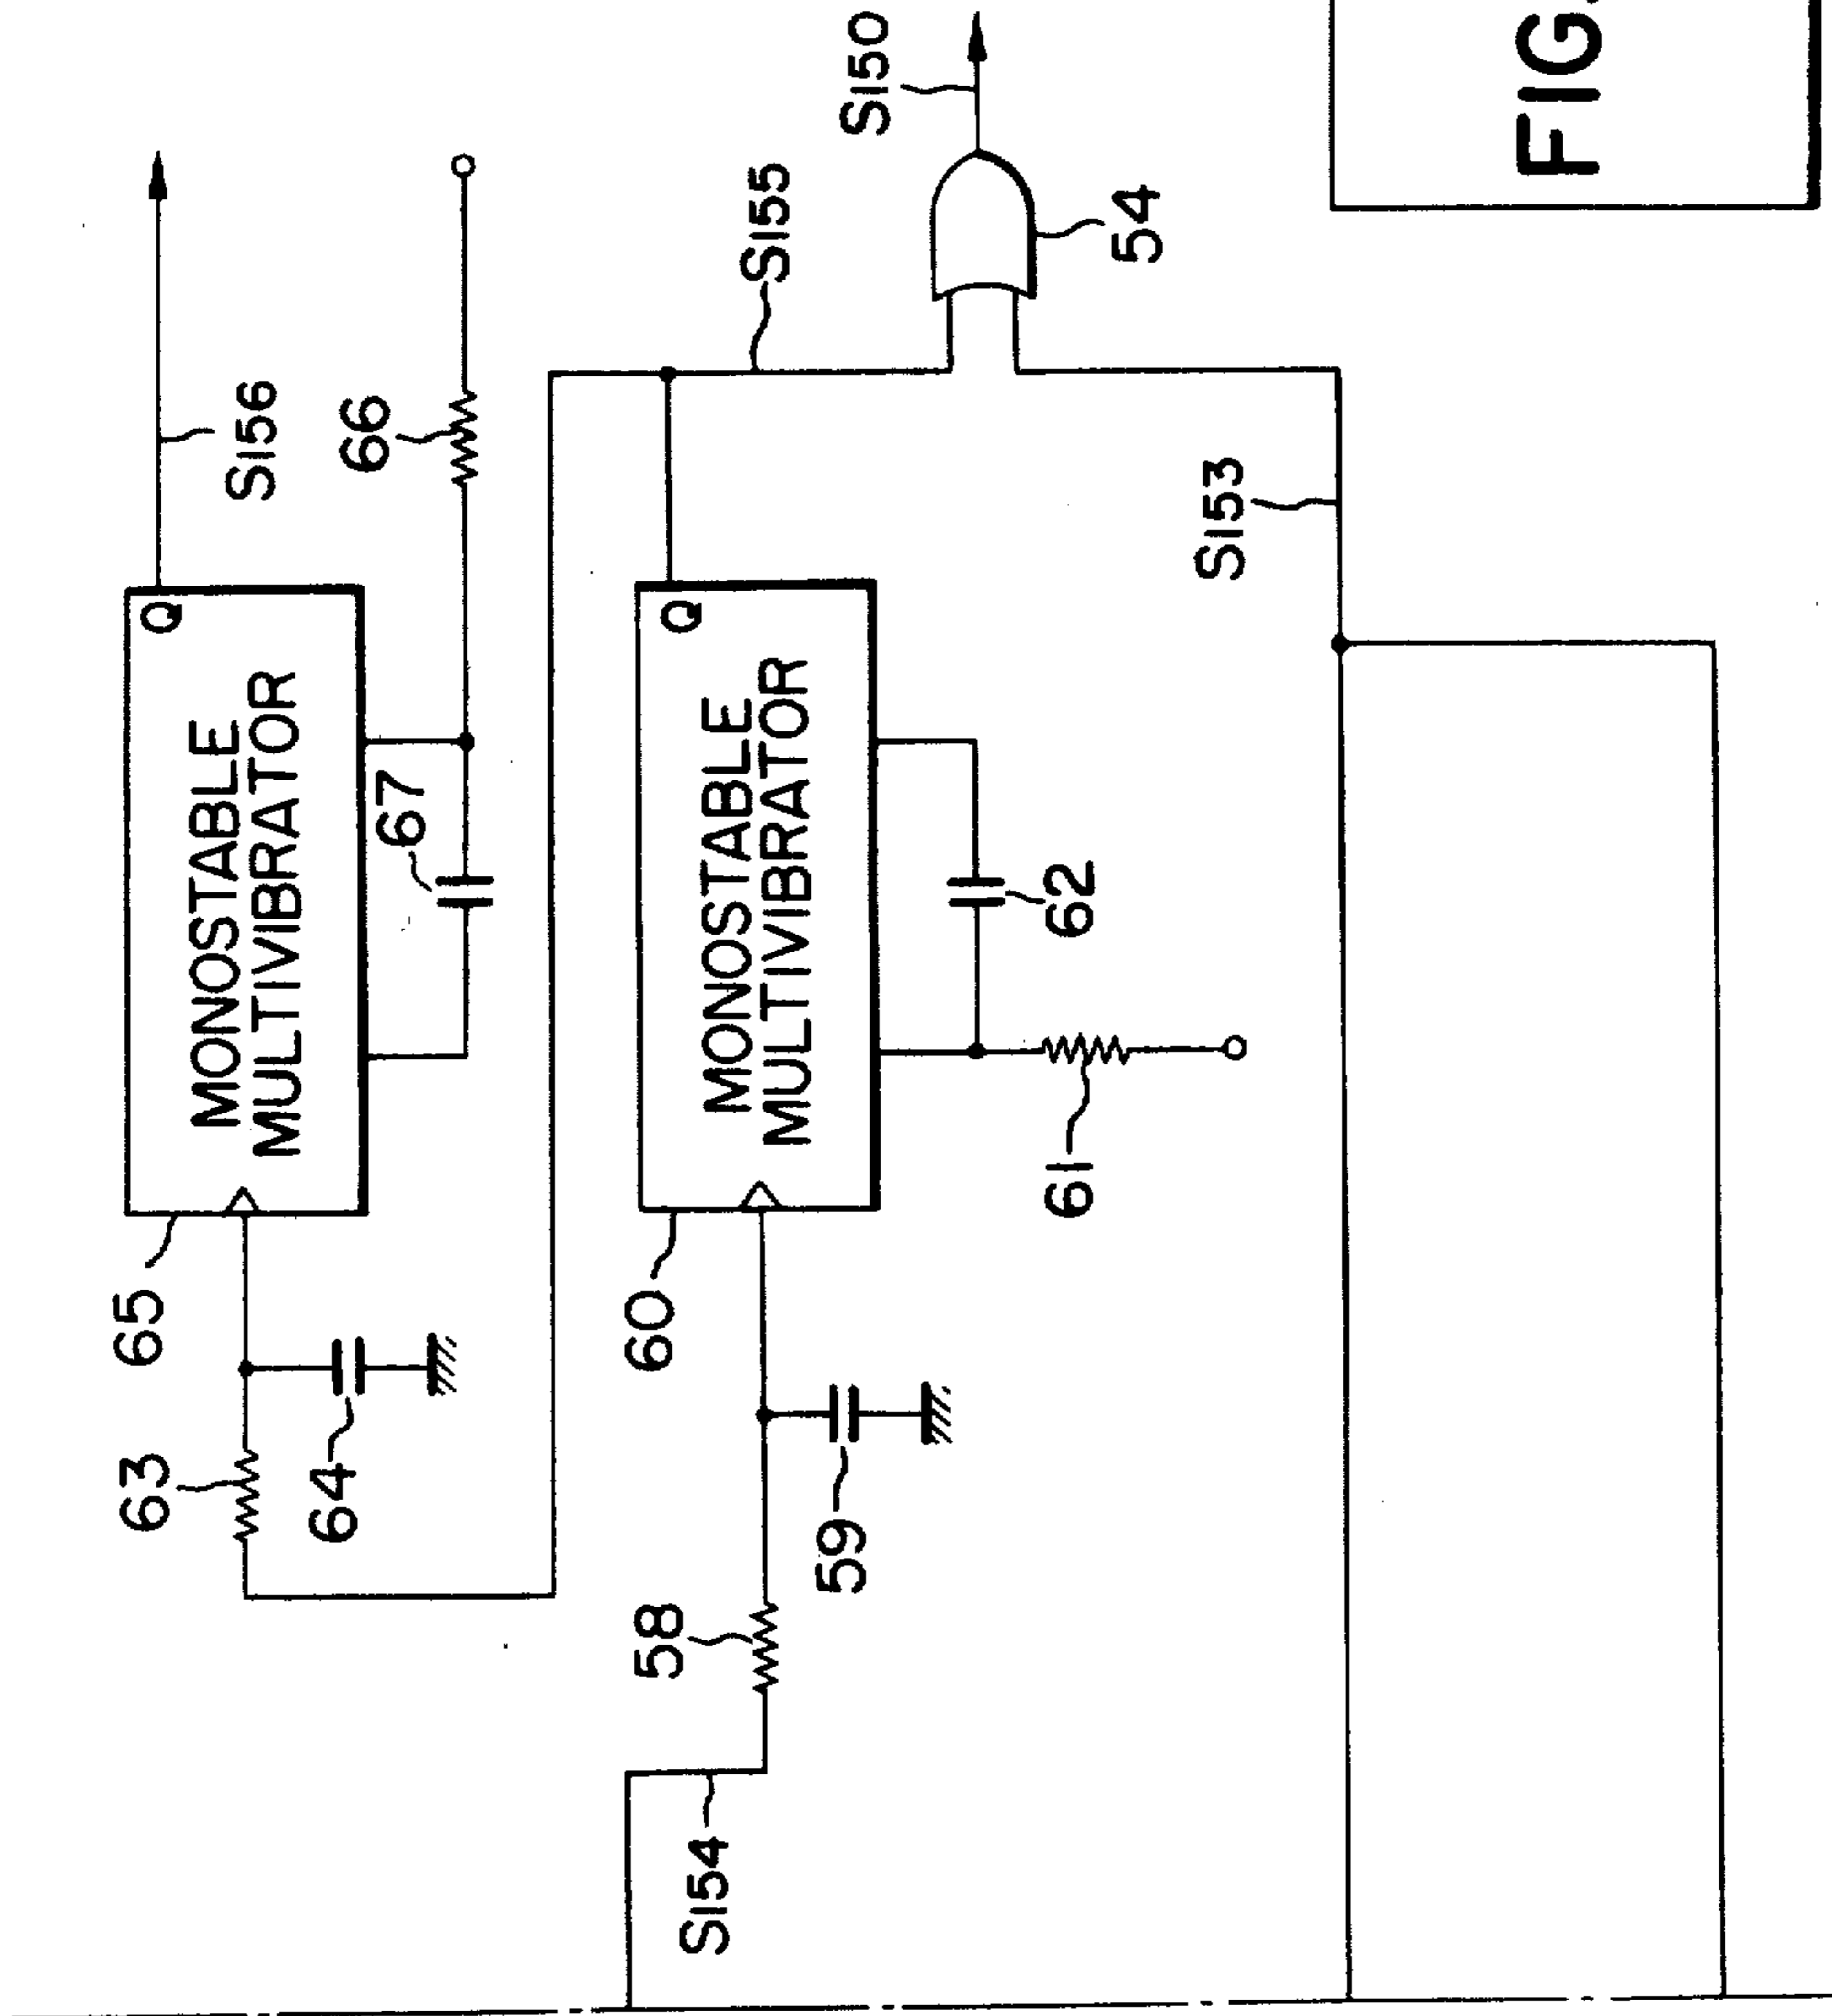 S156
65
MONOSTABLE
MULTIVIBRATOR
Q
63
64
67
66
60
MONOSTABLE
MULTIVIBRATOR
Q
S155
S154
58
59
62
61
S150
54
S153
FIG.